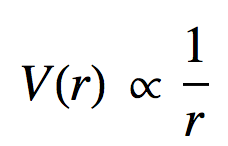 V(r) ∝ 1/r